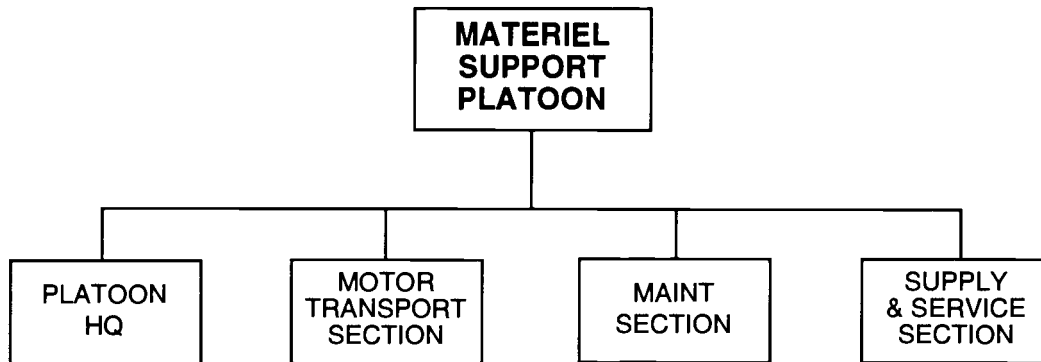 MATERIEL
SUPPORT
PLATOON
PLATOON
HQ
MOTOR
TRANSPORT
SECTION
MAINT
SECTION
SUPPLY
& SERVICE
SECTION